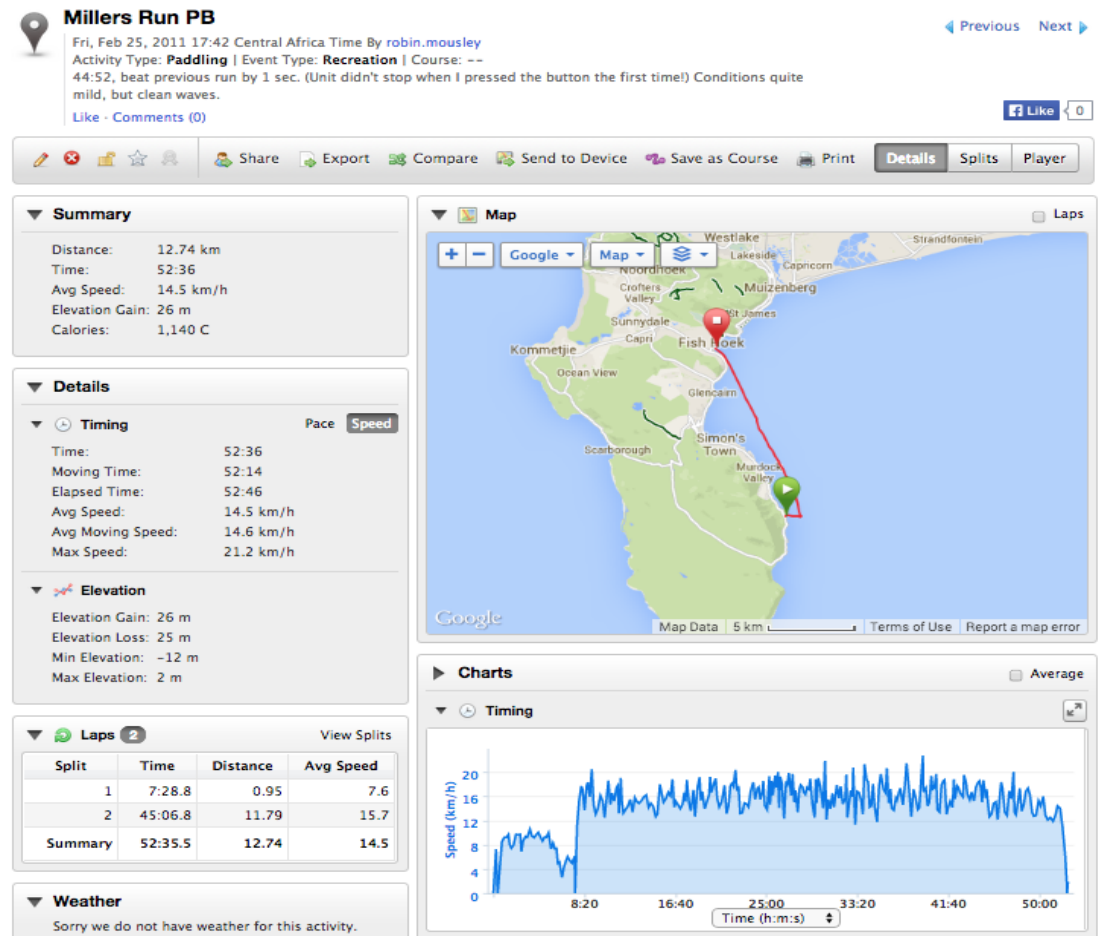 Millers Run PB
Previous Next
Fri, Feb 25, 2011 17:42 Central Africa Time By robin.mousley
Activity Type: Paddling | Event Type: Recreation | Course: --
44:52, beat previous run by 1 sec. (Unit didn't stop when I pressed the button the first time!) Conditions quite
mild, but clean waves.
Like · Comments (0)
Like 0
Share Export Compare Send to Device Save as Course Print Details Splits Player
Summary
Distance: 12.74 km
Time: 52:36
Avg Speed: 14.5 km/h
Elevation Gain: 26 m
Calories: 1,140 C
Details
Timing Pace Speed
Time: 52:36
Moving Time: 52:14
Elapsed Time: 52:46
Avg Speed: 14.5 km/h
Avg Moving Speed: 14.6 km/h
Max Speed: 21.2 km/h
Elevation
Elevation Gain: 26 m
Elevation Loss: 25 m
Min Elevation: -12 m
Max Elevation: 2 m
Laps 2 View Splits
Split Time Distance Avg Speed
1 7:28.8 0.95 7.6
2 45:06.8 11.79 15.7
Summary 52:35.5 12.74 14.5
Weather
Sorry we do not have weather for this activity.
Map Laps
+ − Google Map
Westlake
Strandfontein
Lakeside
Capricorn
Noordhoek
Crofters
Valley
Muizenberg
St James
Sunnydale
Capri
Fish Hoek
Kommetjie
Ocean View
Glencairn
Simon's
Town
Scarborough
Murdock
Valley
Google
Map Data 5 km Terms of Use Report a map error
Charts Average
Timing
Speed (km/h)
20
16
12
8
4
0
8:20 16:40 25:00 33:20 41:40 50:00
Time (h:m:s)